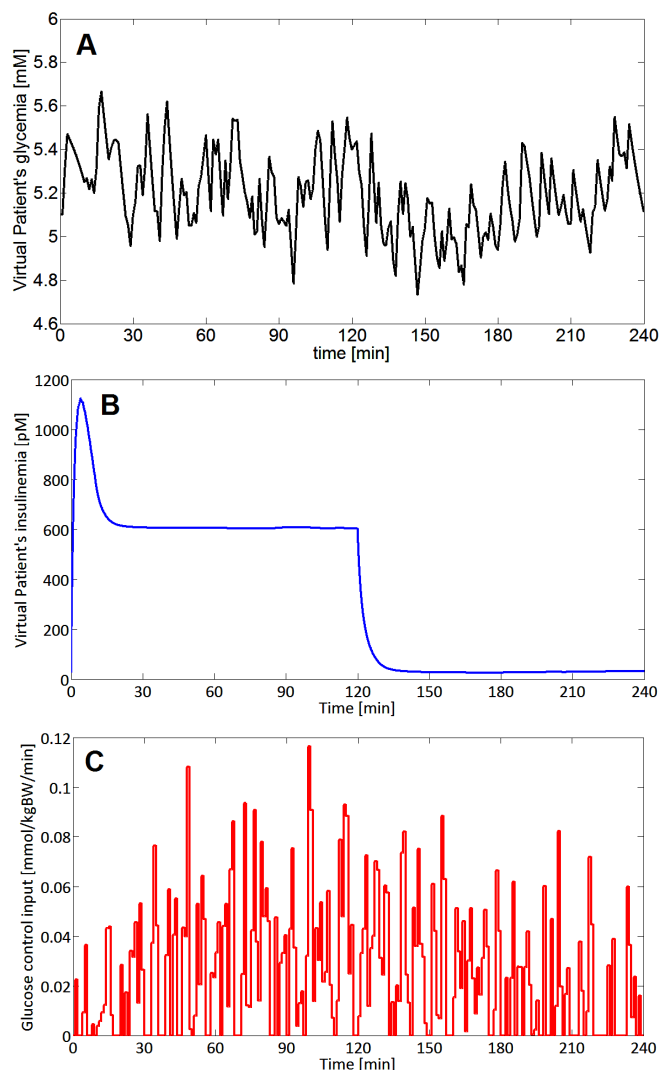 A
Virtual Patient's glycemia [mM]
6
5.8
5.6
5.4
5.2
5
4.8
4.6
0 30 60 90 120 150 180 210 240
time [min]
B
Virtual Patient's insulinemia [pM]
1200
1000
800
600
400
200
0
0 30 60 90 120 150 180 210 240
Time [min]
C
Glucose control input [mmol/kgBW/min]
0.12
0.1
0.08
0.06
0.04
0.02
0
0 30 60 90 120 150 180 210 240
Time [min]